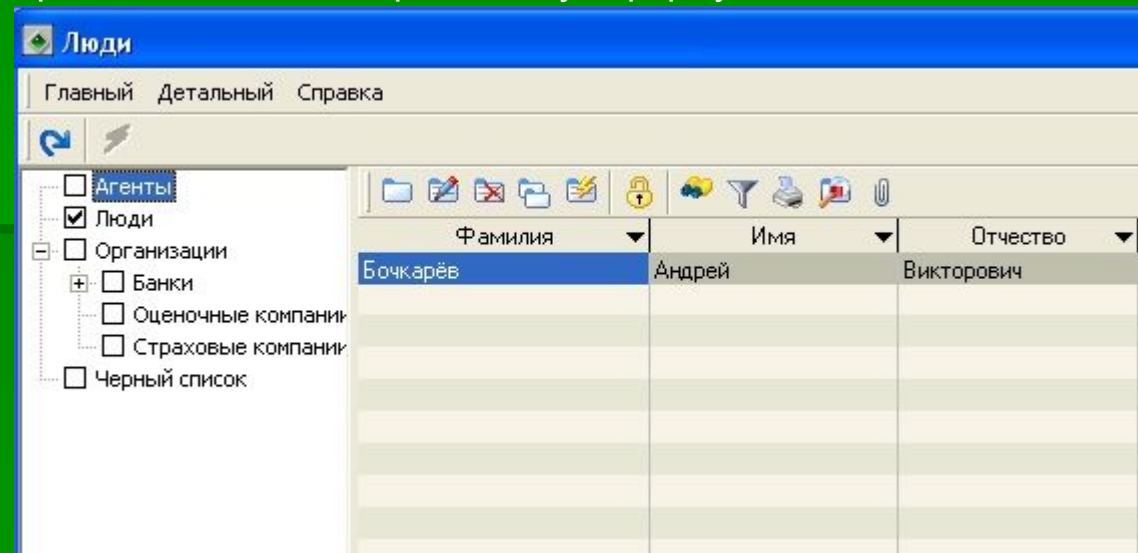 Люди
Главный Детальный Справка
Агенты
Люди
Организации
Банки
Оценочные компании
Страховые компании
Черный список
Фамилия Имя Отчество
Бочкарёв Андрей Викторович